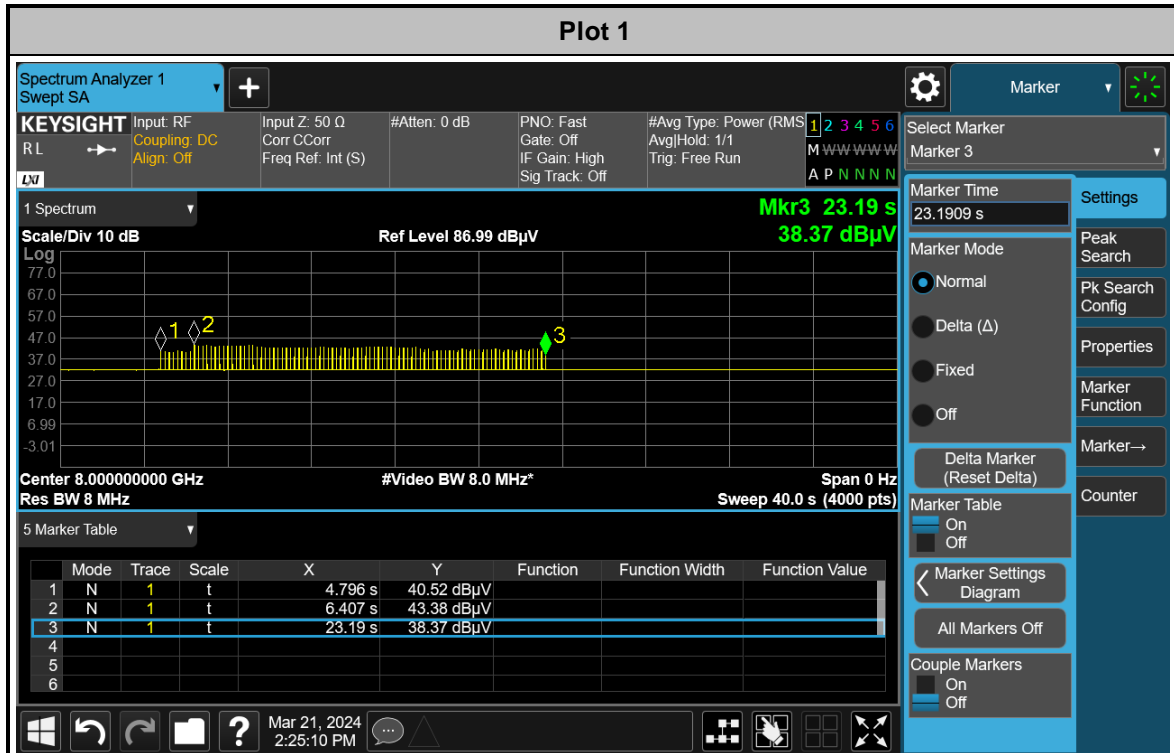 Plot 1
Spectrum Analyzer 1
Swept SA
+
Marker
KEYSIGHT
RL
LXI
Input: RF
Coupling: DC
Align: Off
Input Z: 50 Ω
Corr CCorr
Freq Ref: Int (S)
#Atten: 0 dB
PNO: Fast
Gate: Off
IF Gain: High
Sig Track: Off
#Avg Type: Power (RMS
Avg|Hold: 1/1
Trig: Free Run
1 2 3 4 5 6
M W W W W W
A P N N N N
Select Marker
Marker 3
1 Spectrum
Mkr3 23.19 s
38.37 dBµV
Scale/Div 10 dB
Ref Level 86.99 dBµV
Log
77.0
67.0
57.0
47.0
37.0
27.0
17.0
6.99
-3.01
1
2
3
Center 8.000000000 GHz
#Video BW 8.0 MHz*
Span 0 Hz
Res BW 8 MHz
Sweep 40.0 s (4000 pts)
5 Marker Table
Mode Trace Scale X Y Function Function Width Function Value
1 N 1 t 4.796 s 40.52 dBµV
2 N 1 t 6.407 s 43.38 dBµV
3 N 1 t 23.19 s 38.37 dBµV
4
5
6
Marker Time
23.1909 s
Marker Mode
Normal
Delta (Δ)
Fixed
Off
Delta Marker
(Reset Delta)
Marker Table
On
Off
Marker Settings
Diagram
All Markers Off
Couple Markers
On
Off
Settings
Peak
Search
Pk Search
Config
Properties
Marker
Function
Marker→
Counter
?
Mar 21, 2024
2:25:10 PM